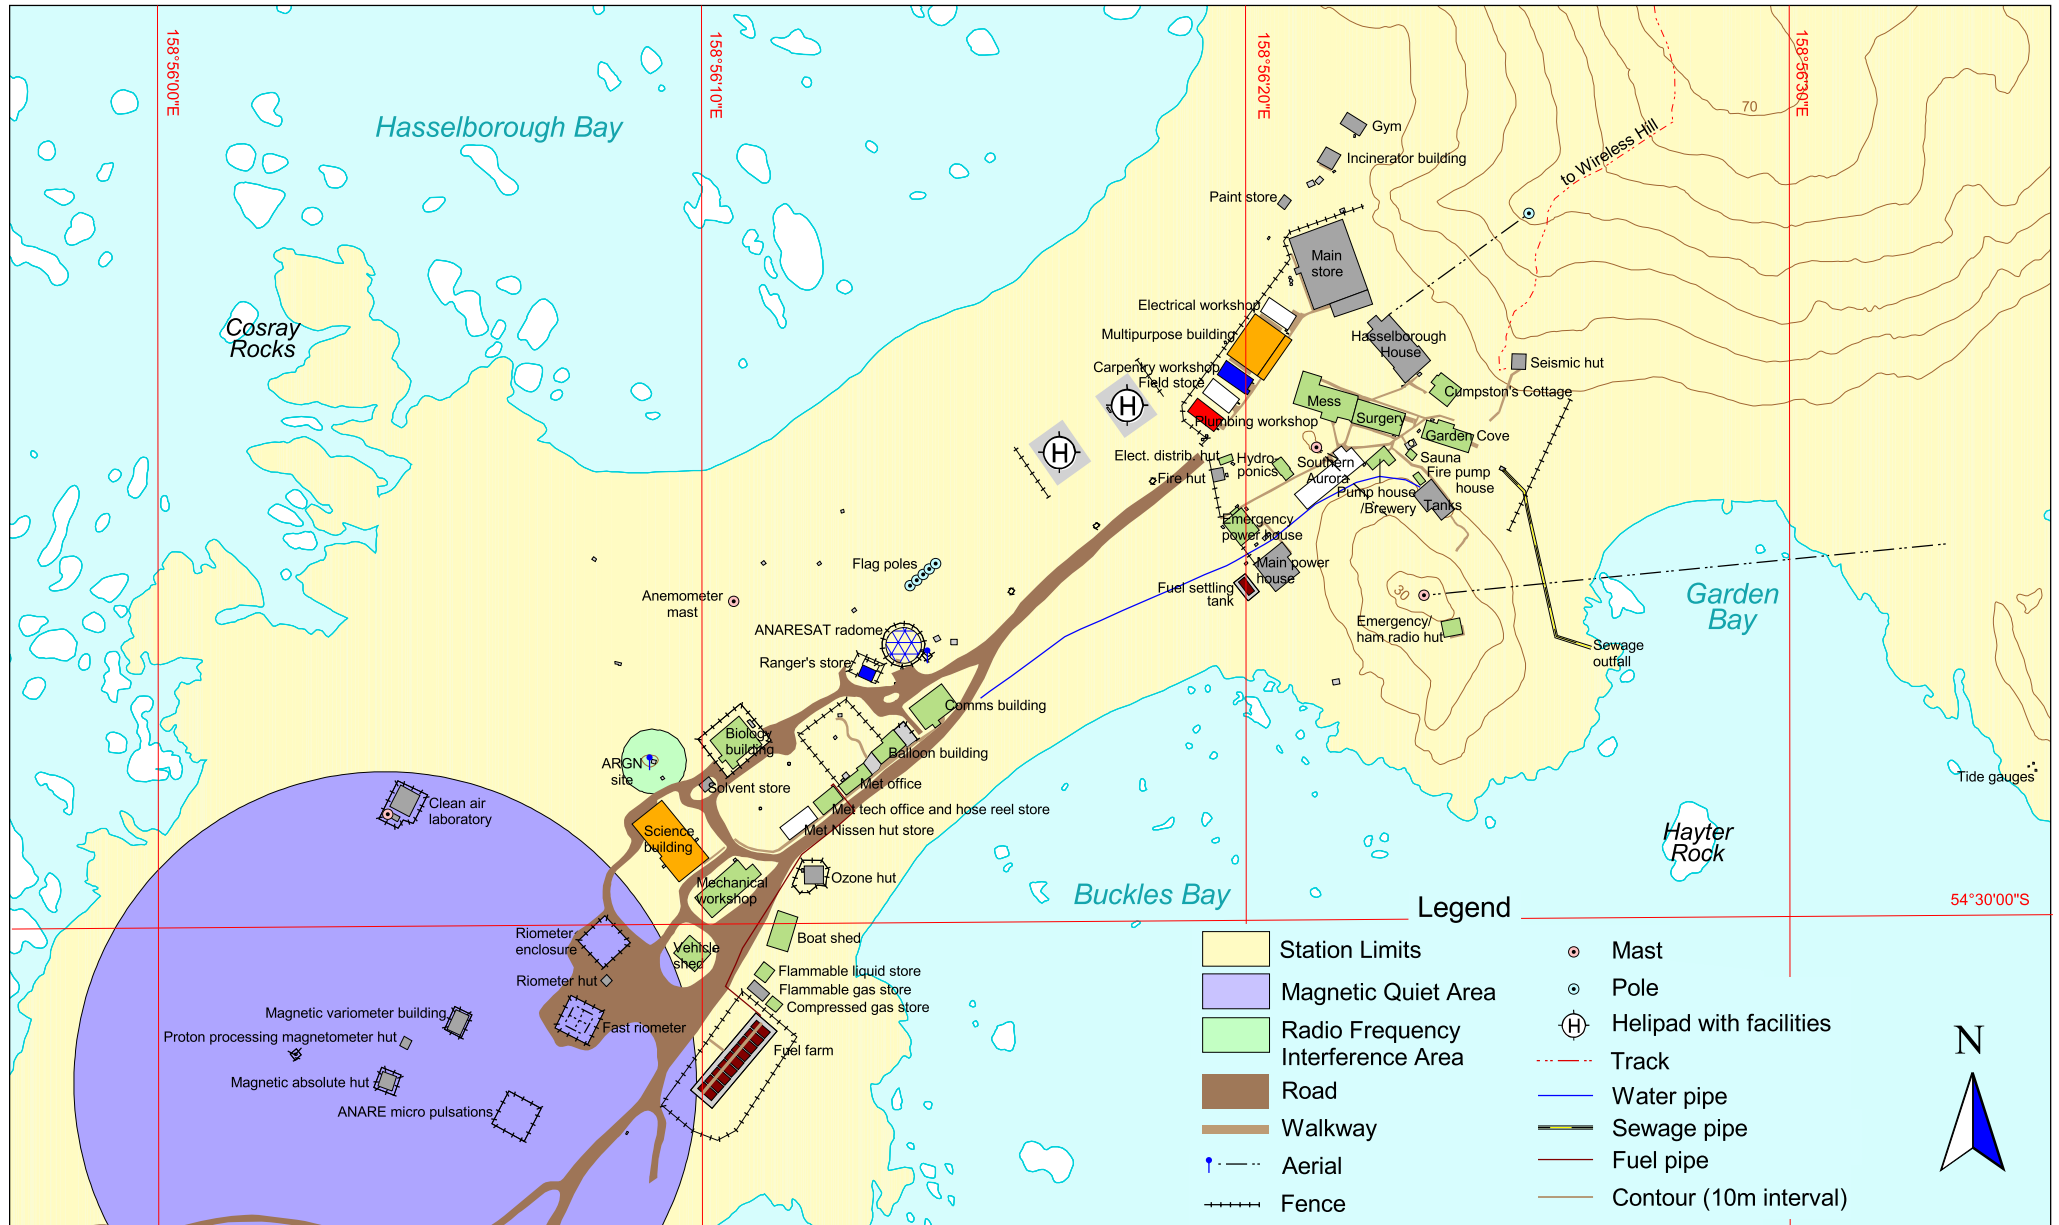 158°56'00"E
158°56'10"E
158°56'20"E
158°56'30"E
Hasselborough Bay
70
Gym
Incinerator building
to Wireless Hill
Paint store
Main
store
Electrical workshop
Multipurpose building
Cosray
Rocks
Hasselborough
House
Carpentry workshop
Field store
Seismic hut
Cumpston's Cottage
H
Mess
Surgery
Plumbing workshop
Garden Cove
H
Elect. distrib. hut
Hydro-
ponics
Southern
Aurora
Sauna
Fire pump
house
Fire hut
Pump house
/Brewery
Tanks
Emergency
power house
Main power
house
Flag poles
Fuel settling
tank
30
Anemometer
mast
Garden
Bay
Emergency/
ham radio hut
ANARESAT radome
Sewage
outfall
Ranger's store
Comms building
Biology
building
Balloon building
ARGN
site
Solvent store
Met office
Tide gauges
Clean air
laboratory
Met tech office and hose reel store
Science
building
Met Nissen hut store
Hayter
Rock
Mechanical
workshop
Ozone hut
Buckles Bay
54°30'00"S
Riometer
enclosure
Vehicle
shed
Boat shed
Riometer hut
Flammable liquid store
Flammable gas store
Compressed gas store
Magnetic variometer building
Fast riometer
Proton processing magnetometer hut
Fuel farm
Magnetic absolute hut
ANARE micro pulsations
Legend
Station Limits
Magnetic Quiet Area
Radio Frequency
Interference Area
Road
Walkway
Aerial
Fence
Mast
Pole
H
Helipad with facilities
Track
Water pipe
Sewage pipe
Fuel pipe
Contour (10m interval)
N